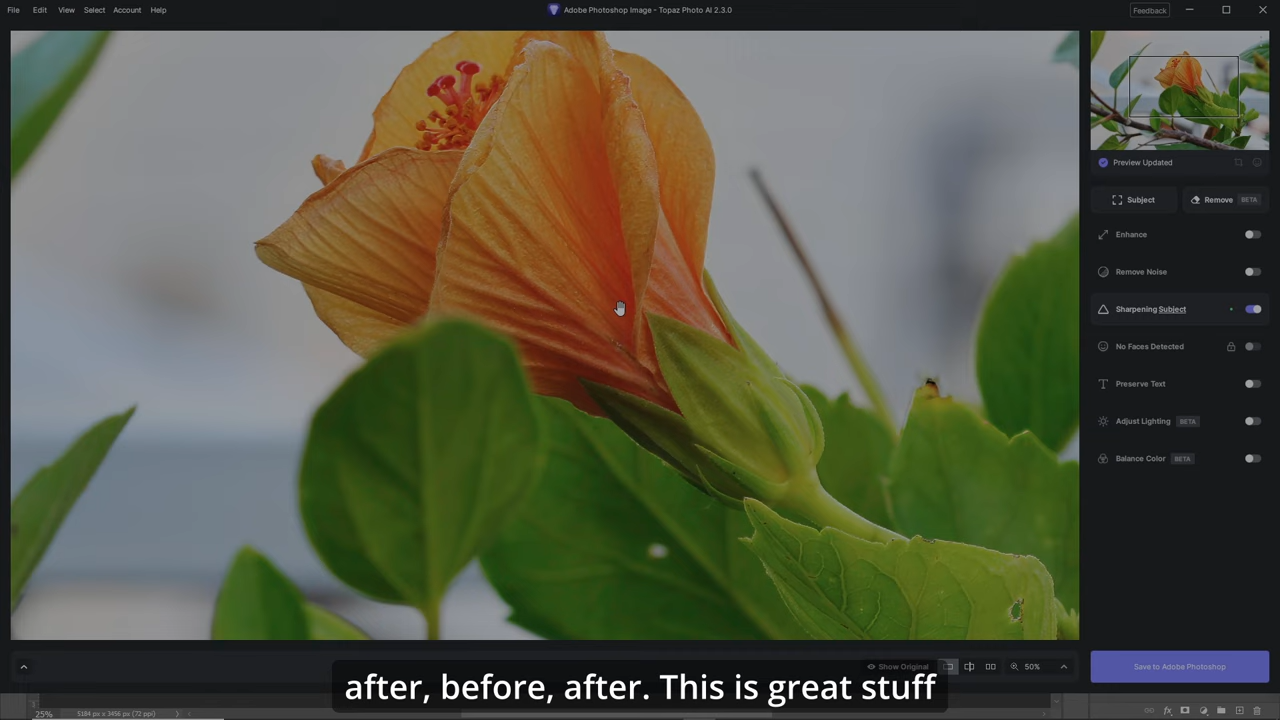 File Edit View Select Account Help
Adobe Photoshop Image - Topaz Photo AI 2.3.0
Feedback
Preview Updated
Subject
Remove BETA
Enhance
Remove Noise
Sharpening Subject
No Faces Detected
Preserve Text
Adjust Lighting BETA
Balance Color BETA
Show Original
50%
Save to Adobe Photoshop
after, before, after. This is great stuff
25%
5184 px x 3456 px (72 ppi)
fx